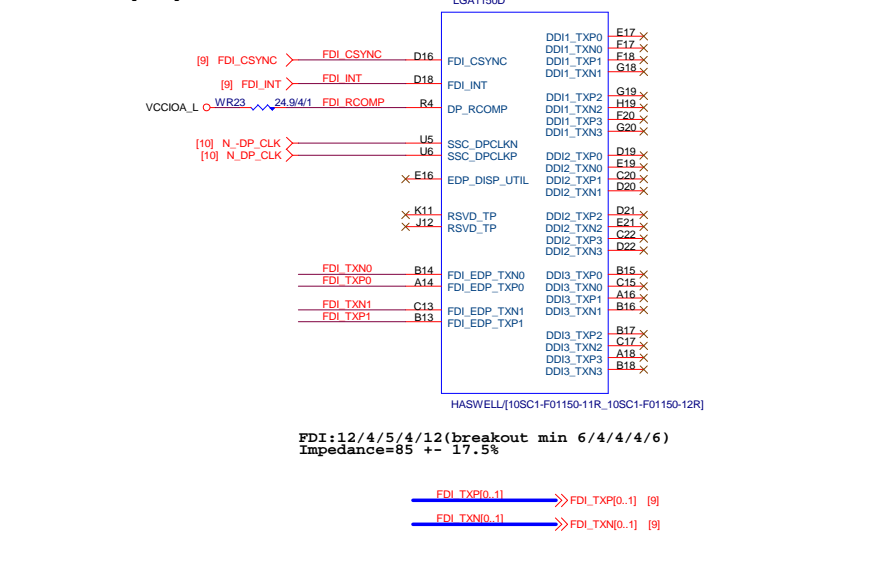 LGA1150D
[9] FDI_CSYNC FDI_CSYNC D16 FDI_CSYNC
[9] FDI_INT FDI_INT D18 FDI_INT
VCCIOA_L WR23 24.9/4/1 FDI_RCOMP R4 DP_RCOMP
[10] N_-DP_CLK U5 SSC_DPCLKN
[10] N_DP_CLK U6 SSC_DPCLKP
E16 EDP_DISP_UTIL
K11 RSVD_TP
J12 RSVD_TP
FDI_TXN0 B14 FDI_EDP_TXN0
FDI_TXP0 A14 FDI_EDP_TXP0
FDI_TXN1 C13 FDI_EDP_TXN1
FDI_TXP1 B13 FDI_EDP_TXP1
DDI1_TXP0 E17
DDI1_TXN0 F17
DDI1_TXP1 F18
DDI1_TXN1 G18
DDI1_TXP2 G19
DDI1_TXN2 H19
DDI1_TXP3 F20
DDI1_TXN3 G20
DDI2_TXP0 D19
DDI2_TXN0 E19
DDI2_TXP1 C20
DDI2_TXN1 D20
DDI2_TXP2 D21
DDI2_TXN2 E21
DDI2_TXP3 C22
DDI2_TXN3 D22
DDI3_TXP0 B15
DDI3_TXN0 C15
DDI3_TXP1 A16
DDI3_TXN1 B16
DDI3_TXP2 B17
DDI3_TXN2 C17
DDI3_TXP3 A18
DDI3_TXN3 B18
HASWELL/[10SC1-F01150-11R_10SC1-F01150-12R]
FDI:12/4/5/4/12(breakout min 6/4/4/4/6)
Impedance=85 +- 17.5%
FDI_TXP[0..1] FDI_TXP[0..1] [9]
FDI_TXN[0..1] FDI_TXN[0..1] [9]